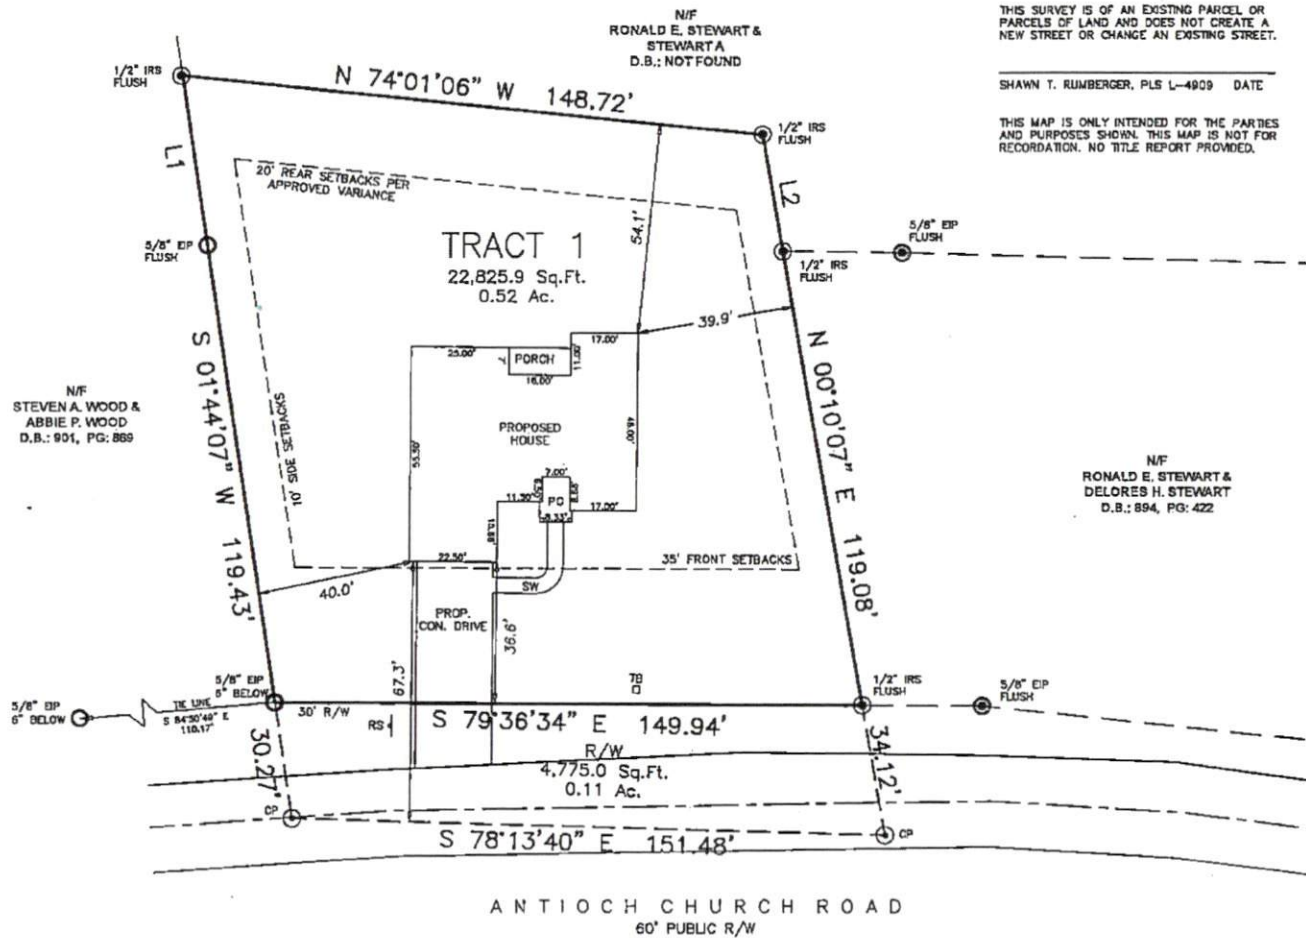 N/F
RONALD E. STEWART &
STEWART A
D.B.: NOT FOUND
THIS SURVEY IS OF AN EXISTING PARCEL OR
PARCELS OF LAND AND DOES NOT CREATE A
NEW STREET OR CHANGE AN EXISTING STREET.
SHAWN T. RUMBERGER, PLS L-4909 DATE
THIS MAP IS ONLY INTENDED FOR THE PARTIES
AND PURPOSES SHOWN. THIS MAP IS NOT FOR
RECORDATION. NO TITLE REPORT PROVIDED.
1/2" IRS
FLUSH
N 74°01'06" W 148.72'
1/2" IRS
FLUSH
L1
L2
20' REAR SETBACKS PER
APPROVED VARIANCE
54.1'
5/8" EIP
FLUSH
TRACT 1
22,825.9 Sq.Ft.
0.52 Ac.
1/2" IRS
FLUSH
5/8" EIP
FLUSH
39.9'
17.00'
25.00'
7'
PORCH
11.00'
16.00'
S 01°44'07" W 119.43'
N 00°10'07" E 119.08'
N/F
STEVEN A. WOOD &
ABBIE P. WOOD
D.B.: 901, PG: 869
10' SIDE SETBACKS
PROPOSED
HOUSE
48.00'
55.50'
N/F
RONALD E. STEWART &
DELORES H. STEWART
D.B.: 894, PG: 422
7.00'
11.50'
PO
17.00'
22.50'
35' FRONT SETBACKS
40.0'
SW
PROP.
CON. DRIVE
36.6'
67.3'
5/8" EIP
6" BELOW
TIE LINE
S 84°50'49" E
110.17'
5/8" EIP
6" BELOW
30' R/W
TB
1/2" IRS
FLUSH
5/8" EIP
FLUSH
RS
S 79°36'34" E 149.94'
30.27'
34.12'
R/W
4,775.0 Sq.Ft.
0.11 Ac.
CP
CP
S 78°13'40" E 151.48'
ANTIOCH CHURCH ROAD
60' PUBLIC R/W